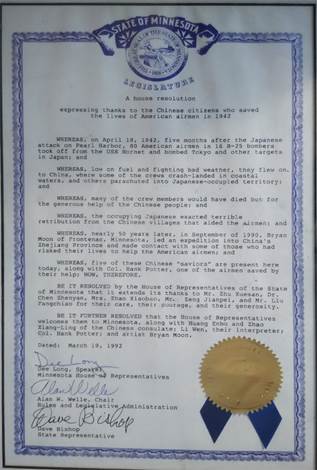 STATE OF MINNESOTA
LEGISLATURE
A house resolution
expressing thanks to the Chinese citizens who saved
the lives of American airmen in 1942
WHEREAS, on April 18, 1942, five months after the Japanese
attack on Pearl Harbor, 80 American airmen in 16 B-25 bombers
took off from the USS Hornet and bombed Tokyo and other targets
in Japan; and
WHEREAS, low on fuel and fighting bad weather, they flew on
to China, where some of the crews crash-landed in coastal
waters, and others parachuted into Japanese-occupied territory;
and
WHEREAS, many of the crew members would have died but for
the generous help of the Chinese people; and
WHEREAS, the occupying Japanese exacted terrible
retribution from the Chinese villages that aided the airmen; and
WHEREAS, nearly 50 years later, in September of 1990, Bryan
Moon of Frontenac, Minnesota, led an expedition into China's
Zhejiang Province and made contact with some of those who had
risked their lives to help the American airmen; and
WHEREAS, five of these Chinese "saviors" are present here
today, along with Col. Hank Potter, one of the airmen saved by
their help; NOW, THEREFORE,
BE IT RESOLVED by the House of Representatives of the State
of Minnesota that it extends its thanks to Mr. Zhu Xuesan, Dr.
Chen Shenyan, Mrs. Zhao Xiaobao, Mr. Zeng Jianpei, and Mr. Liu
Fangchiao for their care, their courage, and their generosity.
BE IT FURTHER RESOLVED that the House of Representatives
welcomes them to Minnesota, along with Huang Enbo and Zhao
Xiang-Ling of the Chinese consulate; Li Wen, their interpreter;
Col. Hank Potter; and artist Bryan Moon.
Dated: March 19, 1992
Dee Long
Dee Long, Speaker
Minnesota House of Representatives
Alan Welle
Alan W. Welle, Chair
Rules and Legislative Administration
Dave Bishop
Dave Bishop
State Representative